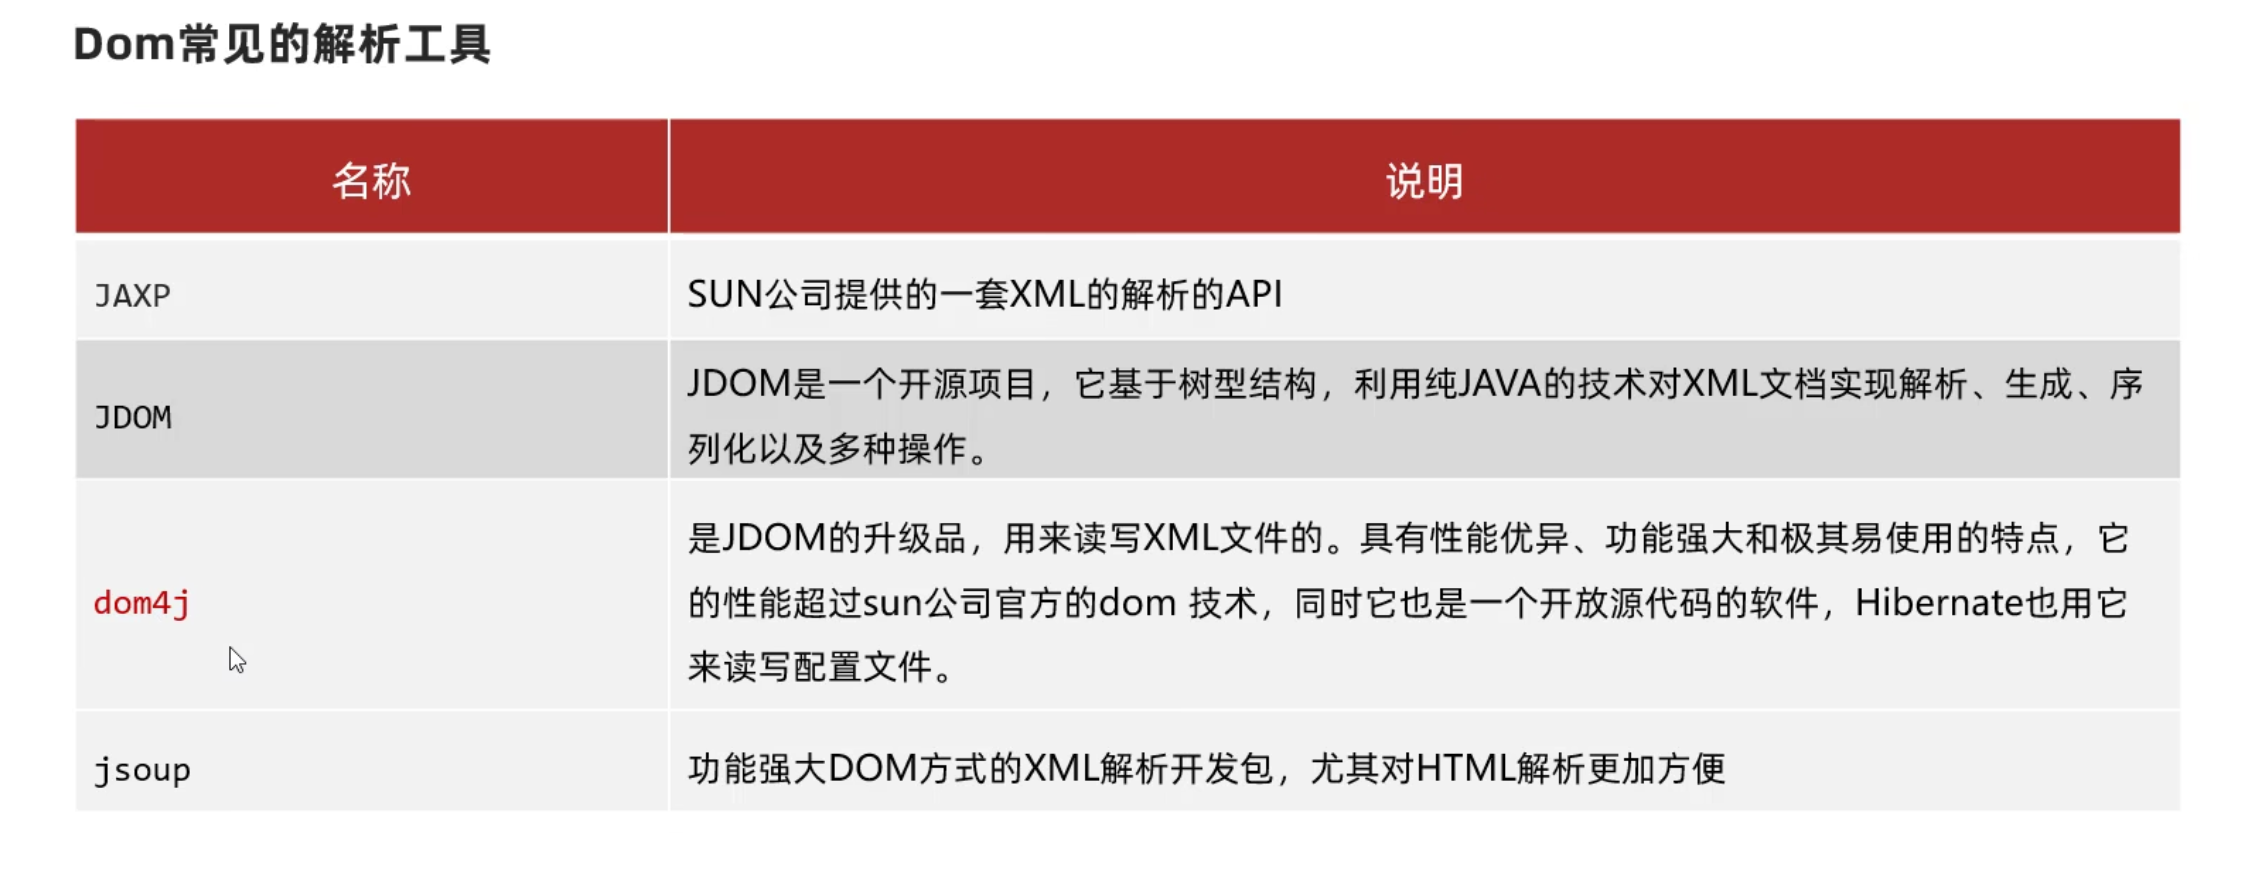 Dom常见的解析工具
名称
说明
JAXP
SUN公司提供的一套XML的解析的API
JDOM
JDOM是一个开源项目，它基于树型结构，利用纯JAVA的技术对XML文档实现解析、生成、序
列化以及多种操作。
dom4j
是JDOM的升级品，用来读写XML文件的。具有性能优异、功能强大和极其易使用的特点，它
的性能超过sun公司官方的dom 技术，同时它也是一个开放源代码的软件，Hibernate也用它
来读写配置文件。
jsoup
功能强大DOM方式的XML解析开发包，尤其对HTML解析更加方便